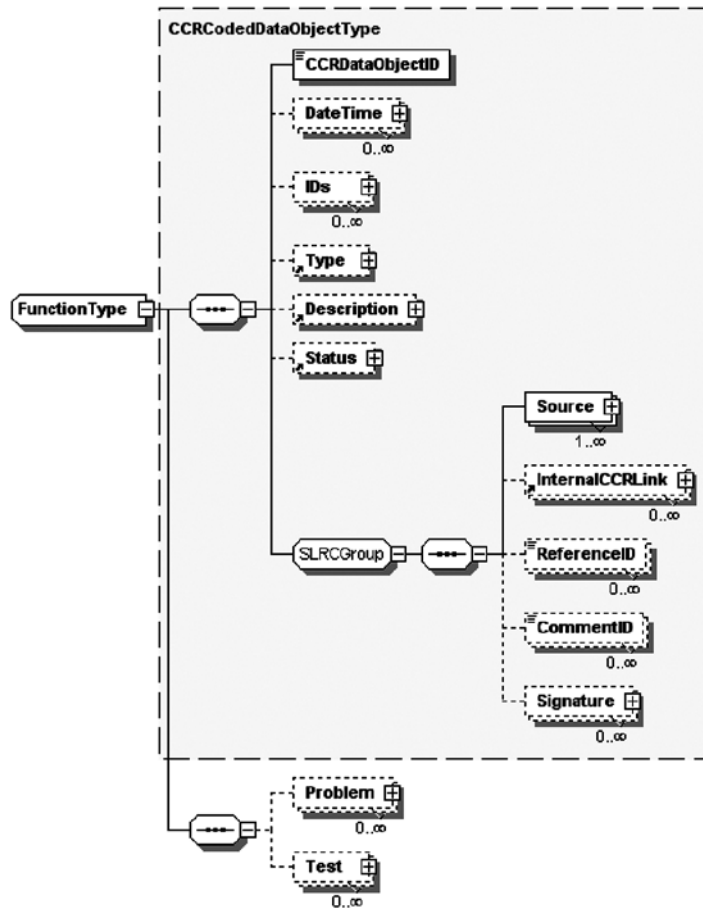 CCRCodedDataObjectType
CCRDataObjectID
DateTime
0..∞
IDs
0..∞
Type
FunctionType
Description
Status
Source
1..∞
InternalCCRLink
0..∞
SLRCGroup
ReferenceID
0..∞
CommentID
0..∞
Signature
0..∞
Problem
0..∞
Test
0..∞